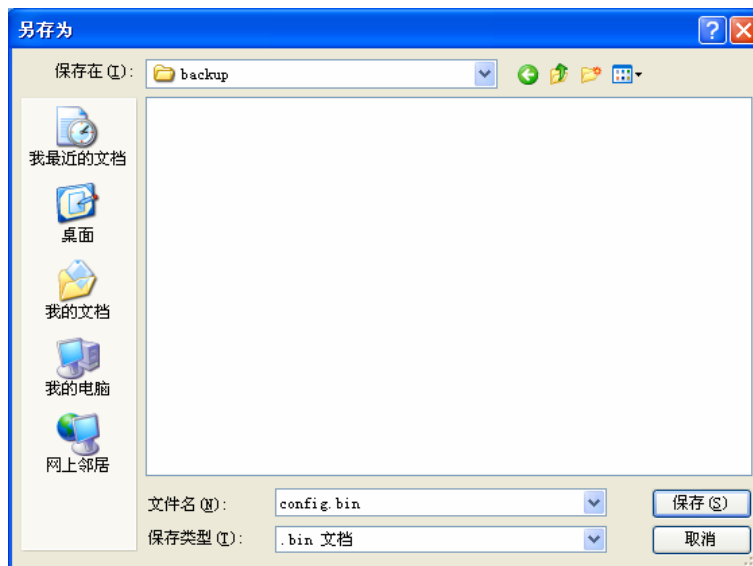 另存为
保存在(I):
backup
我最近的文档
桌面
我的文档
我的电脑
网上邻居
文件名(N):
config.bin
保存(S)
保存类型(T):
.bin 文档
取消